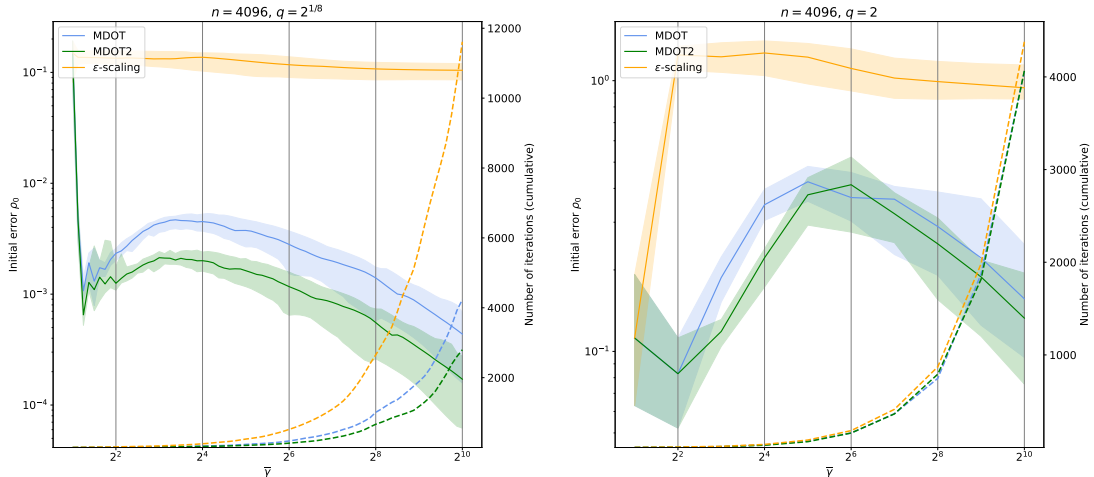 n = 4096, q = 2^{1/8}
MDOT
MDOT2
ε-scaling
Initial error ρ₀
10⁻¹
10⁻²
10⁻³
10⁻⁴
2²
2⁴
2⁶
2⁸
2¹⁰
γ̅
12000
10000
8000
6000
4000
2000
Number of iterations (cumulative)
n = 4096, q = 2
MDOT
MDOT2
ε-scaling
Initial error ρ₀
10⁰
10⁻¹
2²
2⁴
2⁶
2⁸
2¹⁰
γ̅
4000
3000
2000
1000
Number of iterations (cumulative)